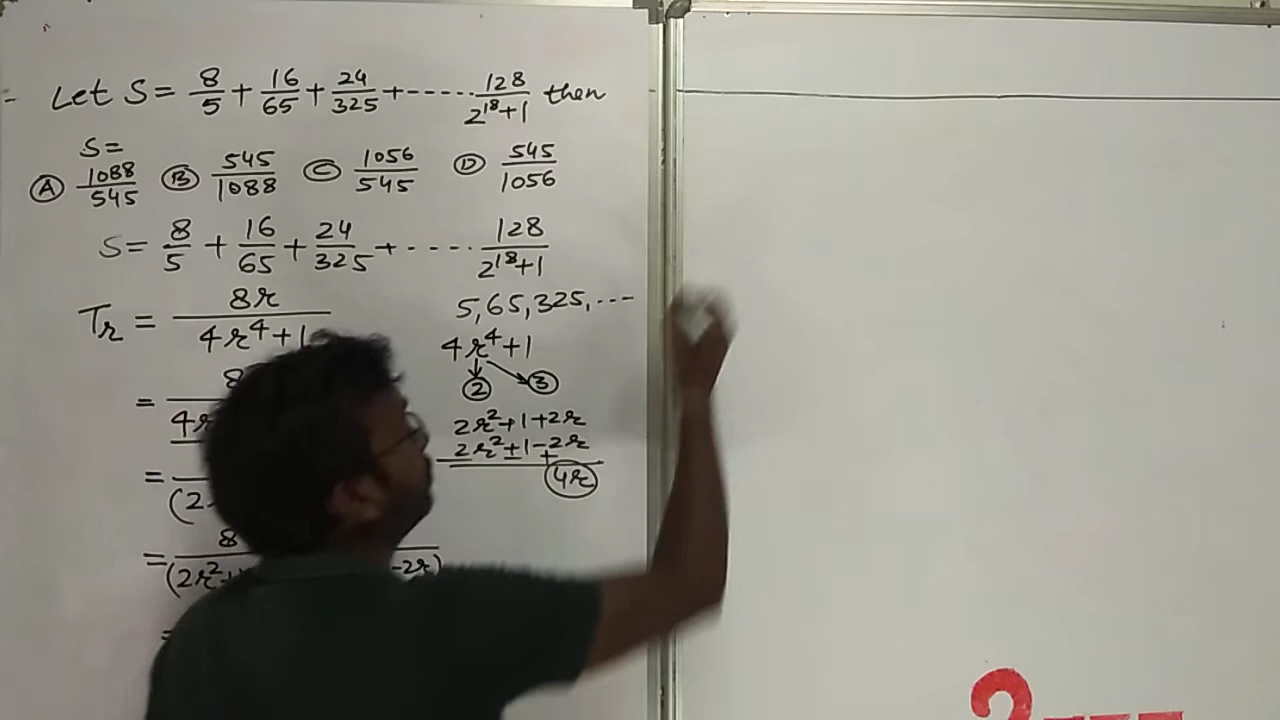 Let S = 8/5 + 16/65 + 24/325 + ----- 128/(2^18+1) then
S =
(A) 1088/545 (B) 545/1088 (C) 1056/545 (D) 545/1056
S = 8/5 + 16/65 + 24/325 + ---- 128/(2^18+1)
T_r = 8r/(4r^4+1)
5, 65, 325, ---
4r^4+1
(2) (3)
2r^2+1+2r
2r^2+1-2r
4r
= 8
4r
=
(2
= 8
(2r^2+ -2r)
=